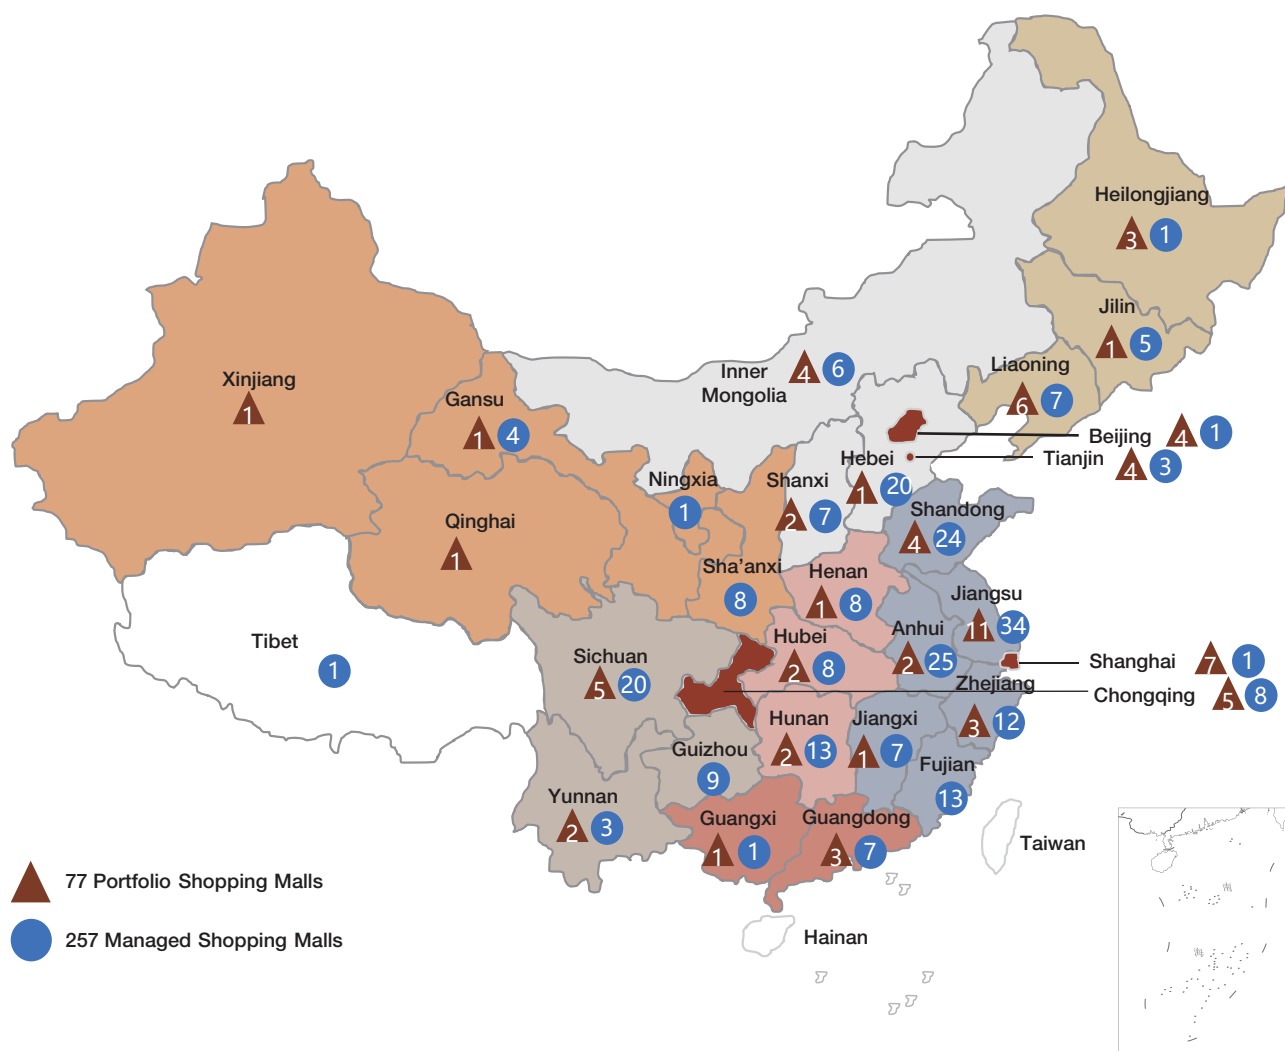 Heilongjiang
3 1
Jilin
1 5
Liaoning
6 7
Inner
Mongolia
4 6
Xinjiang
1
Gansu
1 4
Beijing 4 1
Tianjin 4 3
Hebei
1 20
Shanxi
2 7
Ningxia
1
Qinghai
1
Shandong
4 24
Sha'anxi
8
Henan
1 8
Jiangsu
11 34
Anhui
2 25
Hubei
2 8
Tibet
1
Sichuan
5 20
Shanghai 7 1
Zhejiang
3 12
Chongqing 5 8
Hunan
2 13
Jiangxi
1 7
Guizhou
9
Fujian
13
Yunnan
2 3
Guangxi
1 1
Guangdong
3 7
Taiwan
Hainan
77 Portfolio Shopping Malls
257 Managed Shopping Malls